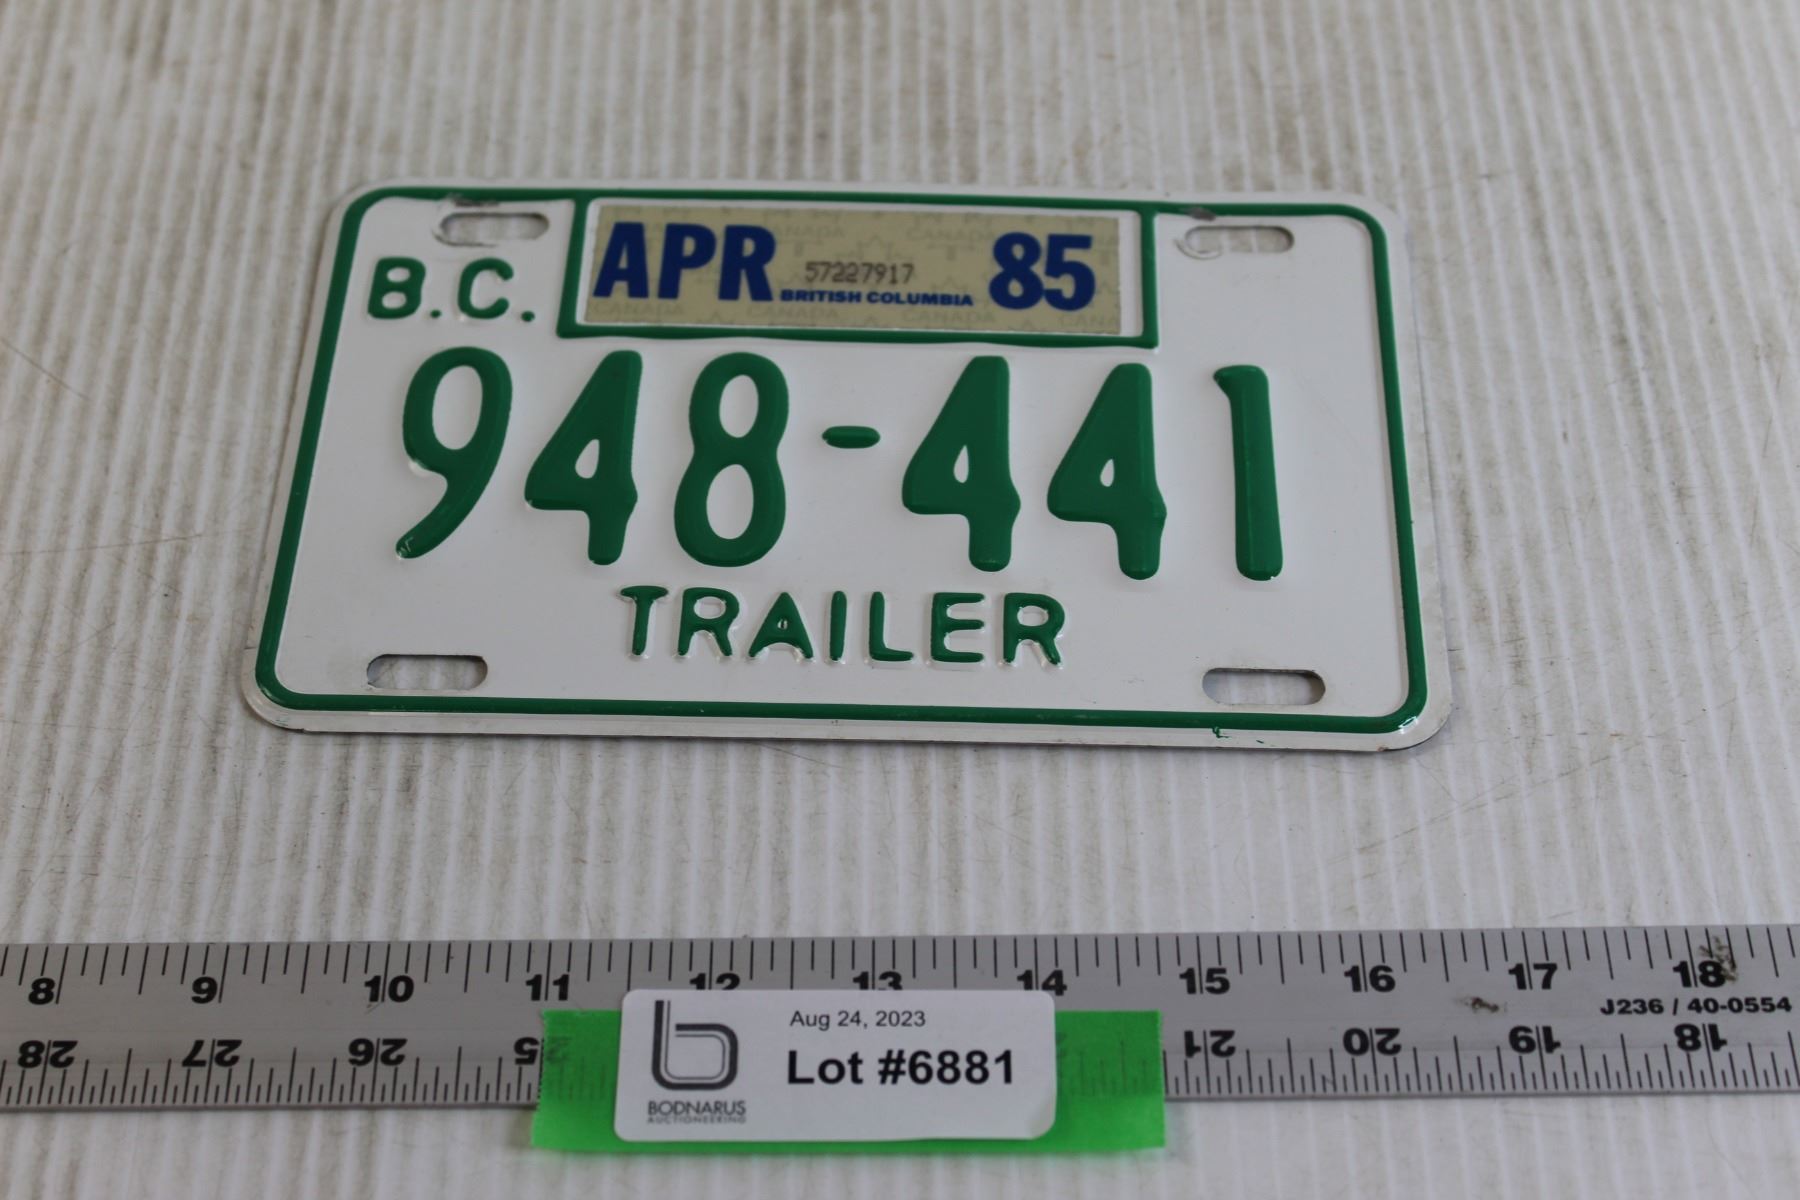 B.C.
APR 57227917 85
BRITISH COLUMBIA
948-441
TRAILER
8 9 10 11 12 13 14 15 16 17 18
J236 / 40-0554
28 27 26 21 20 19 18
Aug 24, 2023
Lot #6881
BODNARUS
AUCTIONEERING